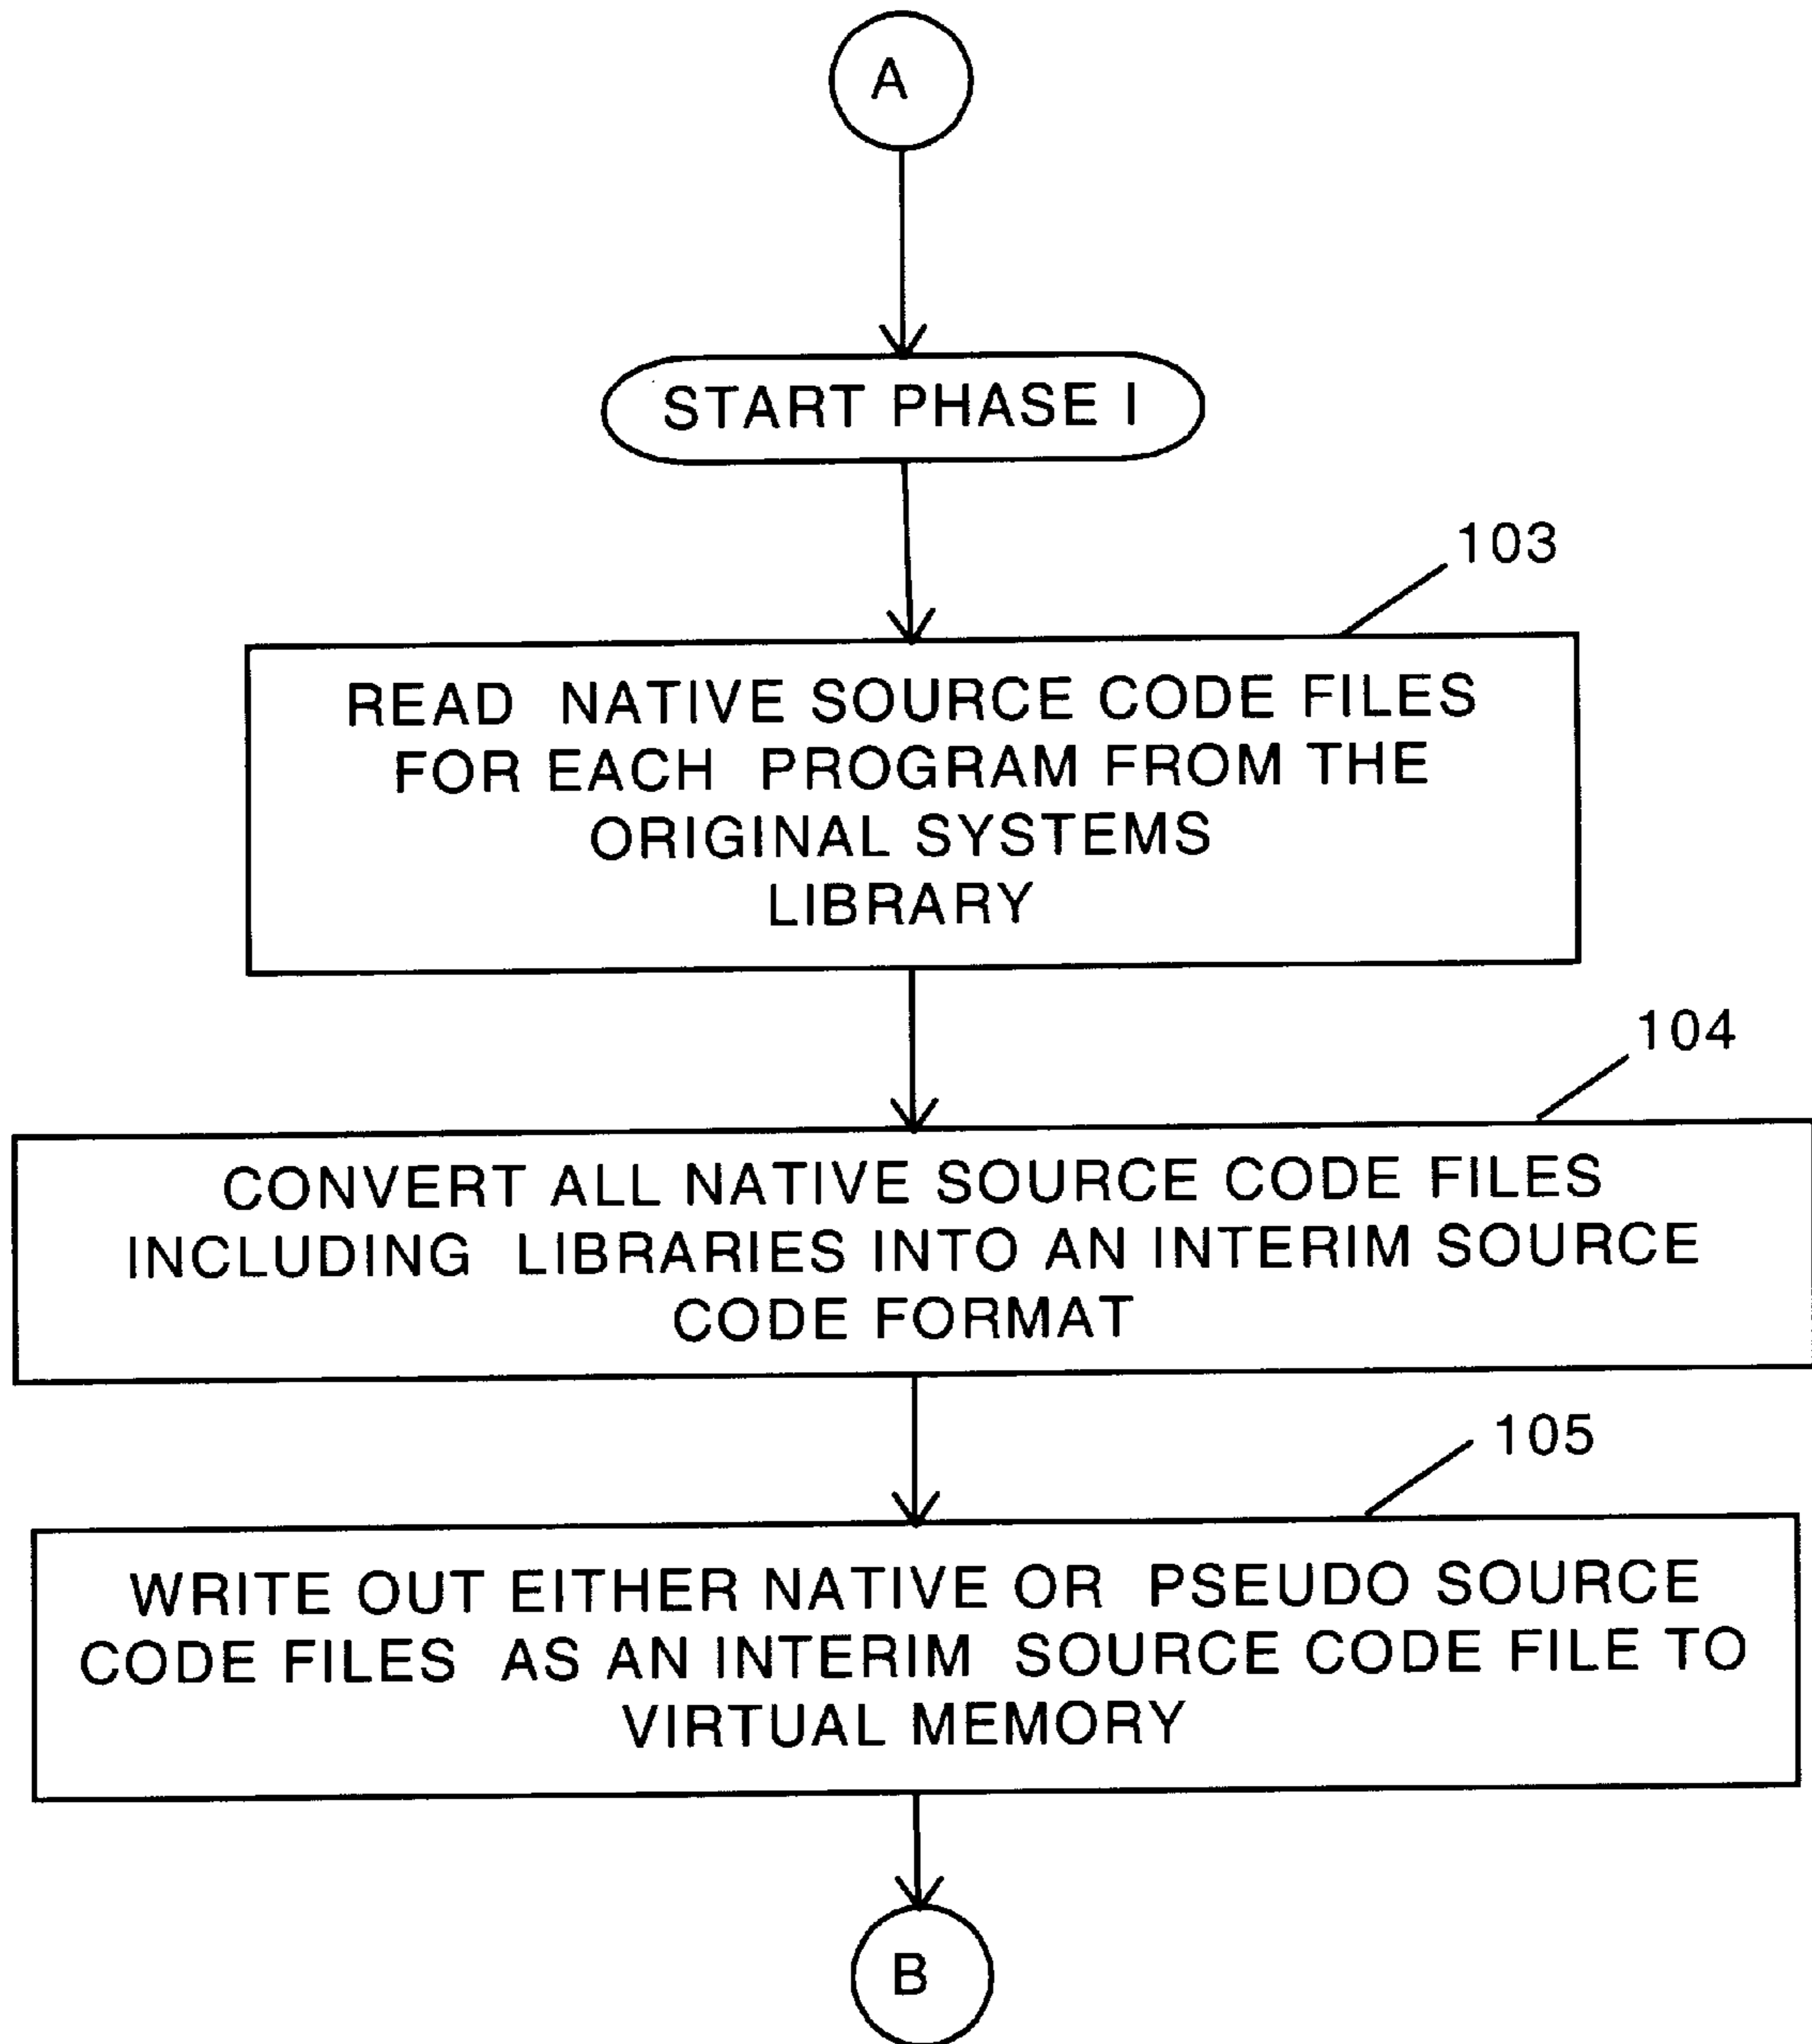 A
START PHASE I
103
READ NATIVE SOURCE CODE FILES
FOR EACH PROGRAM FROM THE
ORIGINAL SYSTEMS
LIBRARY
104
CONVERT ALL NATIVE SOURCE CODE FILES
INCLUDING LIBRARIES INTO AN INTERIM SOURCE
CODE FORMAT
105
WRITE OUT EITHER NATIVE OR PSEUDO SOURCE
CODE FILES AS AN INTERIM SOURCE CODE FILE TO
VIRTUAL MEMORY
B